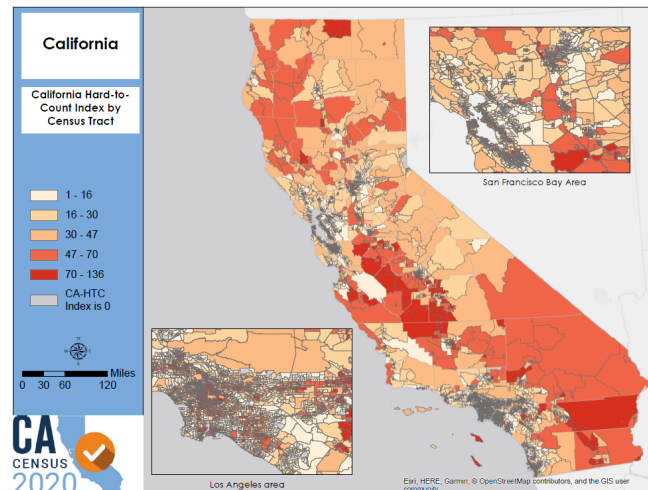 California
California Hard-to-
Count Index by
Census Tract
1 - 16
16 - 30
30 - 47
47 - 70
70 - 136
CA-HTC
Index is 0
Miles
0 30 60 120
CA
CENSUS
2020
San Francisco Bay Area
Los Angeles area
Esri, HERE, Garmin, © OpenStreetMap contributors, and the GIS user
community